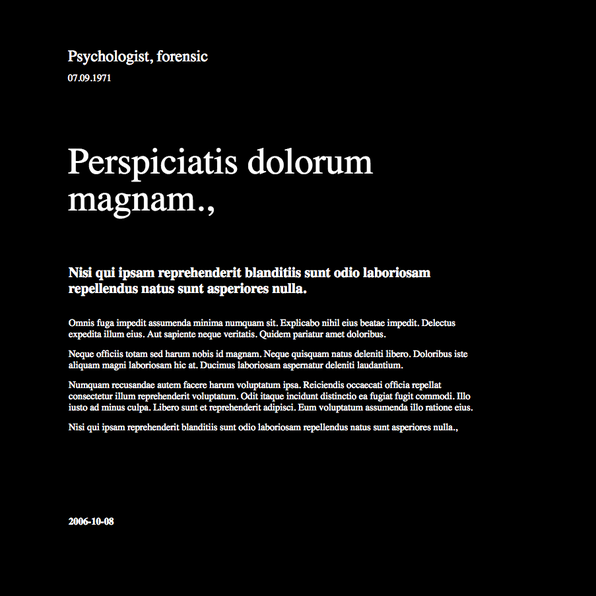 Psychologist, forensic
07.09.1971
Perspiciatis dolorum
magnam.,
Nisi qui ipsam reprehenderit blanditiis sunt odio laboriosam
repellendus natus sunt asperiores nulla.
Omnis fuga impedit assumenda minima numquam sit. Explicabo nihil eius beatae impedit. Delectus
expedita illum eius. Aut sapiente neque veritatis. Quidem pariatur amet doloribus.
Neque officiis totam sed harum nobis id magnam. Neque quisquam natus deleniti libero. Doloribus iste
aliquam magni laboriosam hic at. Ducimus laboriosam aspernatur deleniti laudantium.
Numquam recusandae autem facere harum voluptatum ipsa. Reiciendis occaecati officia repellat
consectetur illum reprehenderit voluptatum. Odit itaque incidunt distinctio ea fugiat fugit commodi. Illo
iusto ad minus culpa. Libero sunt et reprehenderit adipisci. Eum voluptatum assumenda illo ratione eius.
Nisi qui ipsam reprehenderit blanditiis sunt odio laboriosam repellendus natus sunt asperiores nulla.,
2006-10-08